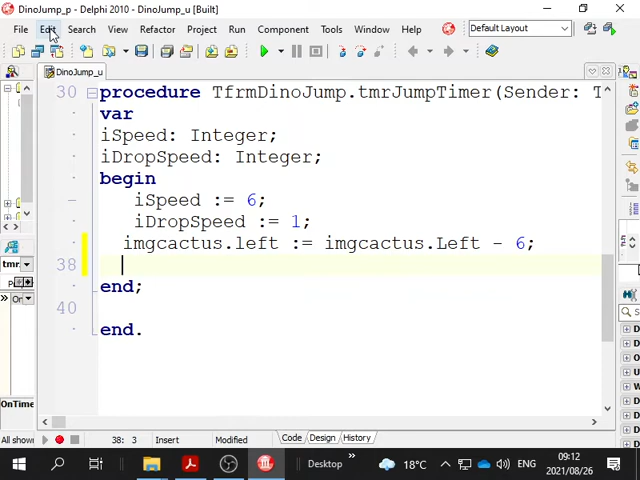 DinoJump_p - Delphi 2010 - DinoJump_u [Built]
File Edit Search View Refactor Project Run Component Tools Window Help Default Layout
DinoJump_u
30 procedure TfrmDinoJump.tmrJumpTimer(Sender: T
var
iSpeed: Integer;
iDropSpeed: Integer;
begin
iSpeed := 6;
iDropSpeed := 1;
imgcactus.left := imgcactus.Left - 6;
38
end;
40
end.
tmr.
Pr
On
OnTime
All shown
38: 3 Insert Modified Code Design History
Desktop 18°C 09:12
2021/08/26